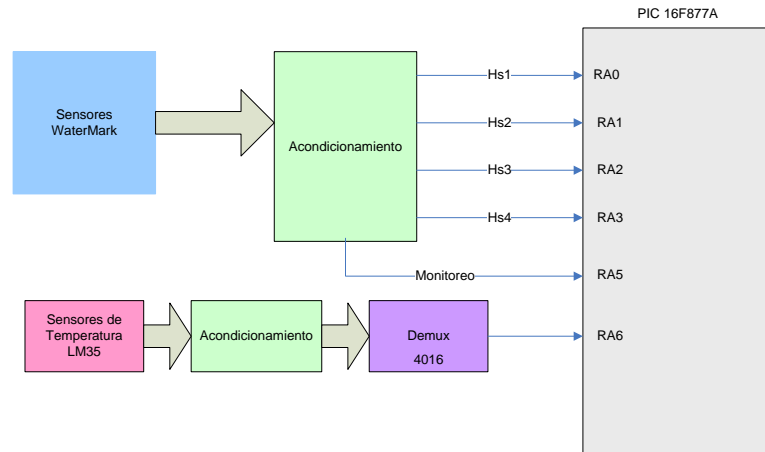 PIC 16F877A
Sensores
WaterMark
Acondicionamiento
Hs1
RA0
Hs2
RA1
Hs3
RA2
Hs4
RA3
Monitoreo
RA5
Sensores de
Temperatura
LM35
Acondicionamiento
Demux
4016
RA6